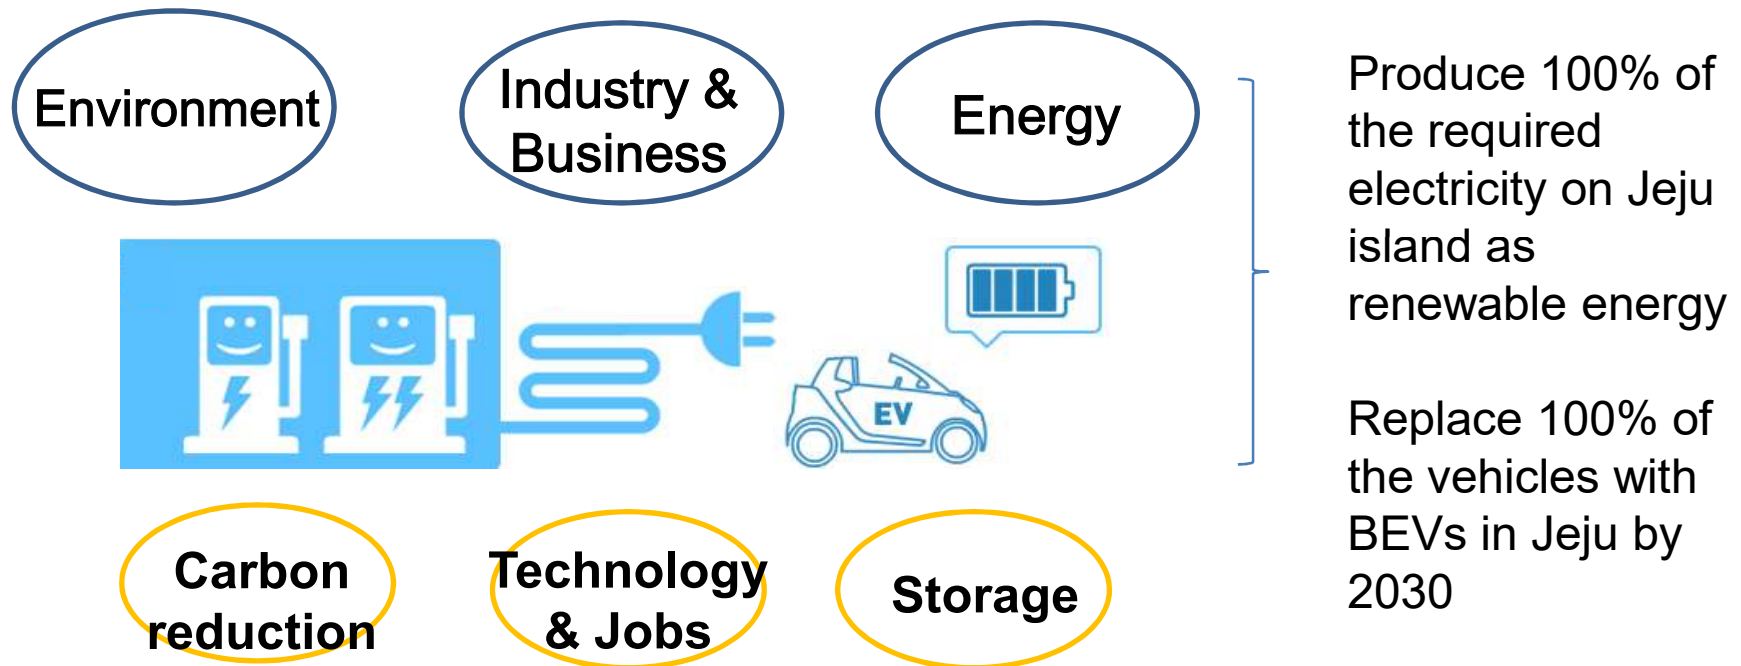 Environment
Industry &
Business
Energy
EV
Carbon
reduction
Technology
& Jobs
Storage
Produce 100% of
the required
electricity on Jeju
island as
renewable energy
Replace 100% of
the vehicles with
BEVs in Jeju by
2030